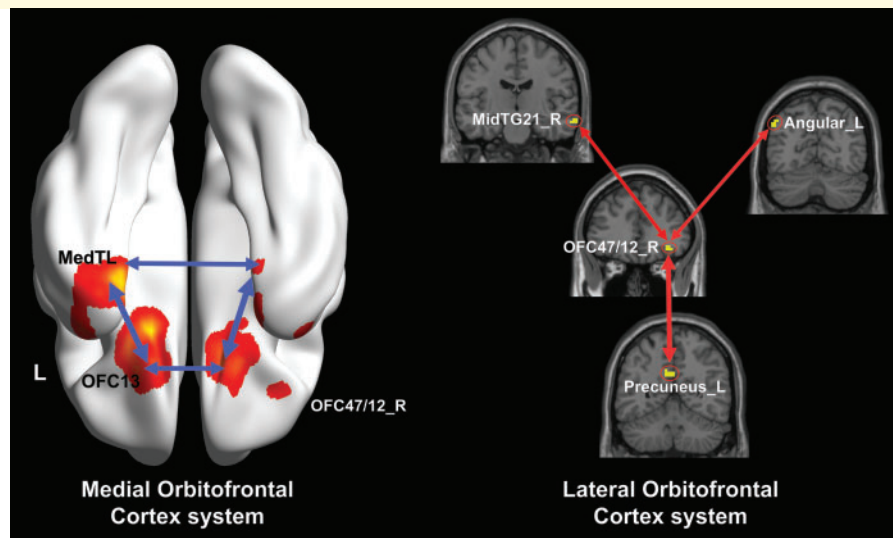 MedTL
OFC13
L
OFC47/12_R
Medial Orbitofrontal
Cortex system
MidTG21_R
Angular_L
OFC47/12_R
Precuneus_L
Lateral Orbitofrontal
Cortex system